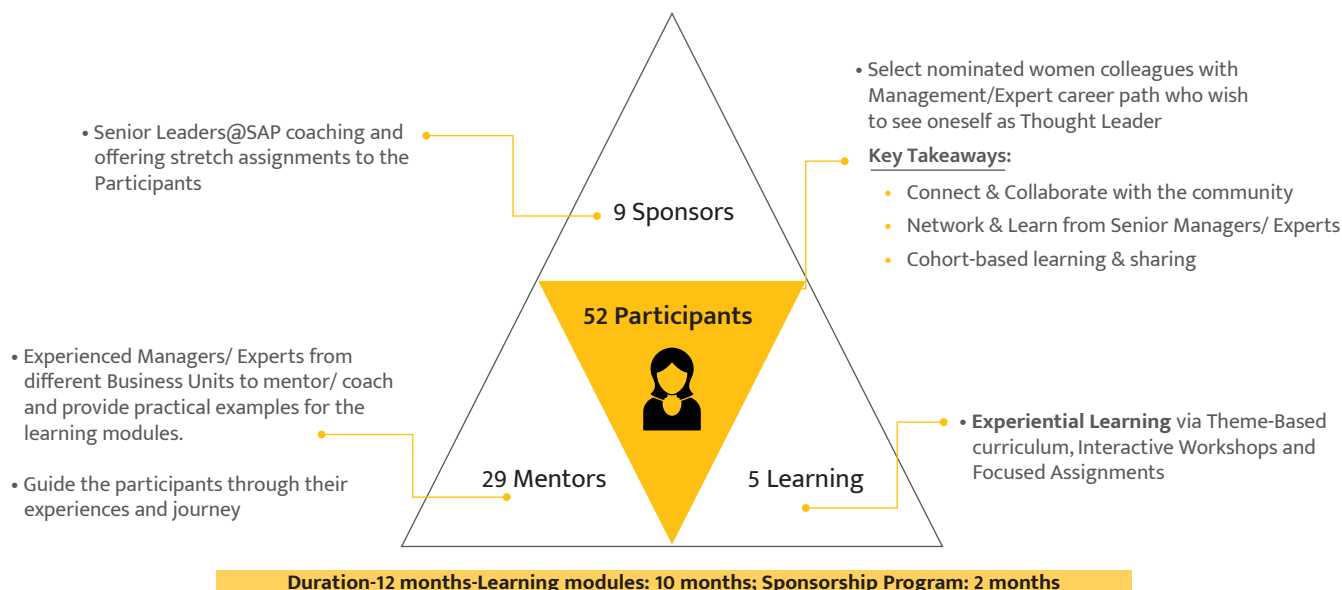 • Senior Leaders@SAP coaching and
offering stretch assignments to the
Participants
• Select nominated women colleagues with
Management/Expert career path who wish
to see oneself as Thought Leader
Key Takeaways:
• Connect & Collaborate with the community
• Network & Learn from Senior Managers/ Experts
• Cohort-based learning & sharing
9 Sponsors
52 Participants
• Experienced Managers/ Experts from
different Business Units to mentor/ coach
and provide practical examples for the
learning modules.
• Guide the participants through their
experiences and journey
29 Mentors
5 Learning
• Experiential Learning via Theme-Based
curriculum, Interactive Workshops and
Focused Assignments
Duration-12 months-Learning modules: 10 months; Sponsorship Program: 2 months